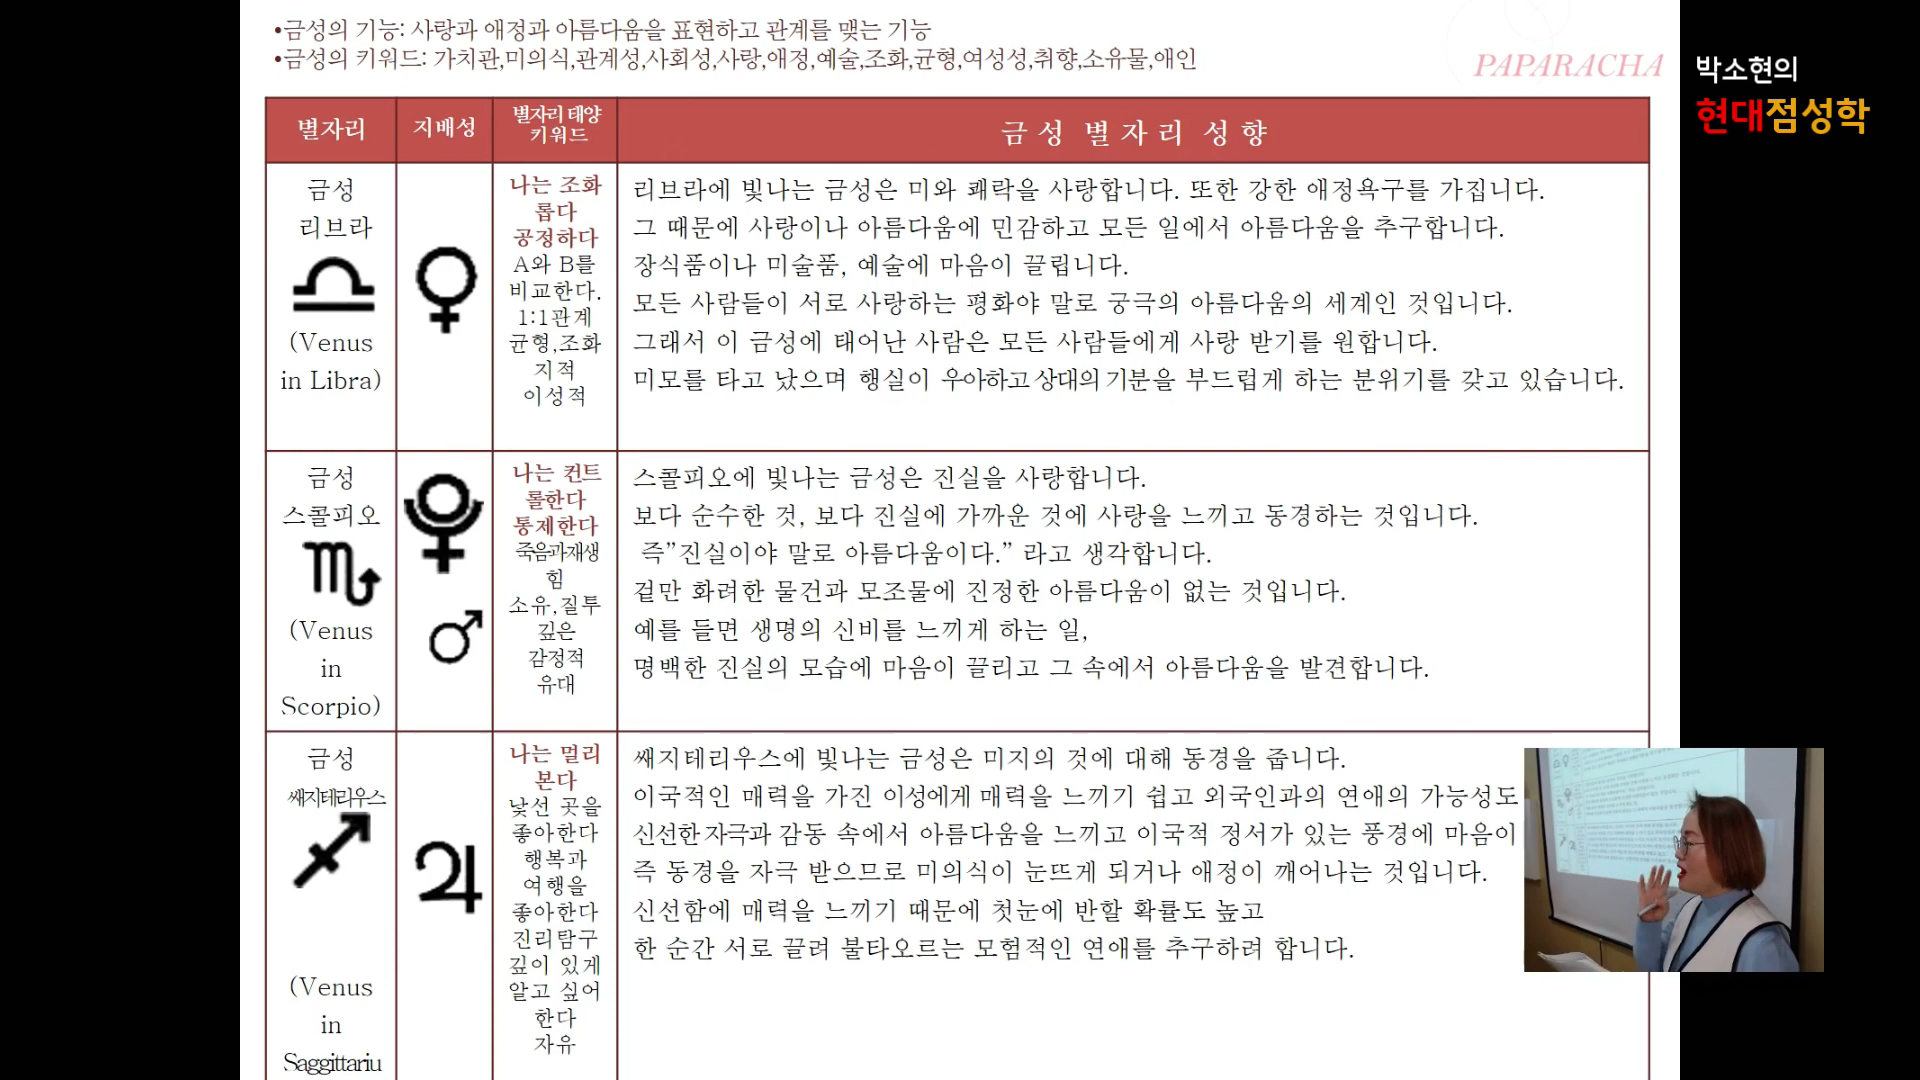 •금성의 기능: 사랑과 애정과 아름다움을 표현하고 관계를 맺는 기능
•금성의 키워드: 가치관,미의식,관계성,사회성,사랑,애정,예술,조화,균형,여성성,취향,소유물,애인
PAPARACHA
박소현의
현대점성학
별자리
지배성
별자리 태양
키워드
금성 별자리 성향
금성
리브라
(Venus
in Libra)
나는 조화
롭다
공정하다
A와 B를
비교한다.
1:1관계
균형,조화
지적
이성적
리브라에 빛나는 금성은 미와 쾌락을 사랑합니다. 또한 강한 애정욕구를 가집니다.
그 때문에 사랑이나 아름다움에 민감하고 모든 일에서 아름다움을 추구합니다.
장식품이나 미술품, 예술에 마음이 끌립니다.
모든 사람들이 서로 사랑하는 평화야 말로 궁극의 아름다움의 세계인 것입니다.
그래서 이 금성에 태어난 사람은 모든 사람들에게 사랑 받기를 원합니다.
미모를 타고 났으며 행실이 우아하고 상대의 기분을 부드럽게 하는 분위기를 갖고 있습니다.
금성
스콜피오
(Venus
in
Scorpio)
나는 컨트
롤한다
통제한다
죽음과재생
힘
소유,질투
깊은
감정적
유대
스콜피오에 빛나는 금성은 진실을 사랑합니다.
보다 순수한 것, 보다 진실에 가까운 것에 사랑을 느끼고 동경하는 것입니다.
즉”진실이야 말로 아름다움이다.” 라고 생각합니다.
겉만 화려한 물건과 모조물에 진정한 아름다움이 없는 것입니다.
예를 들면 생명의 신비를 느끼게 하는 일,
명백한 진실의 모습에 마음이 끌리고 그 속에서 아름다움을 발견합니다.
금성
쌔지테리우스
(Venus
in
Saggittariu
나는 멀리
본다
낯선 곳을
좋아한다
행복과
여행을
좋아한다
진리탐구
깊이 있게
알고 싶어
한다
자유
쌔지테리우스에 빛나는 금성은 미지의 것에 대해 동경을 줍니다.
이국적인 매력을 가진 이성에게 매력을 느끼기 쉽고 외국인과의 연애의 가능성도
신선한 자극과 감동 속에서 아름다움을 느끼고 이국적 정서가 있는 풍경에 마음이
즉 동경을 자극 받으므로 미의식이 눈뜨게 되거나 애정이 깨어나는 것입니다.
신선함에 매력을 느끼기 때문에 첫눈에 반할 확률도 높고
한 순간 서로 끌려 불타오르는 모험적인 연애를 추구하려 합니다.